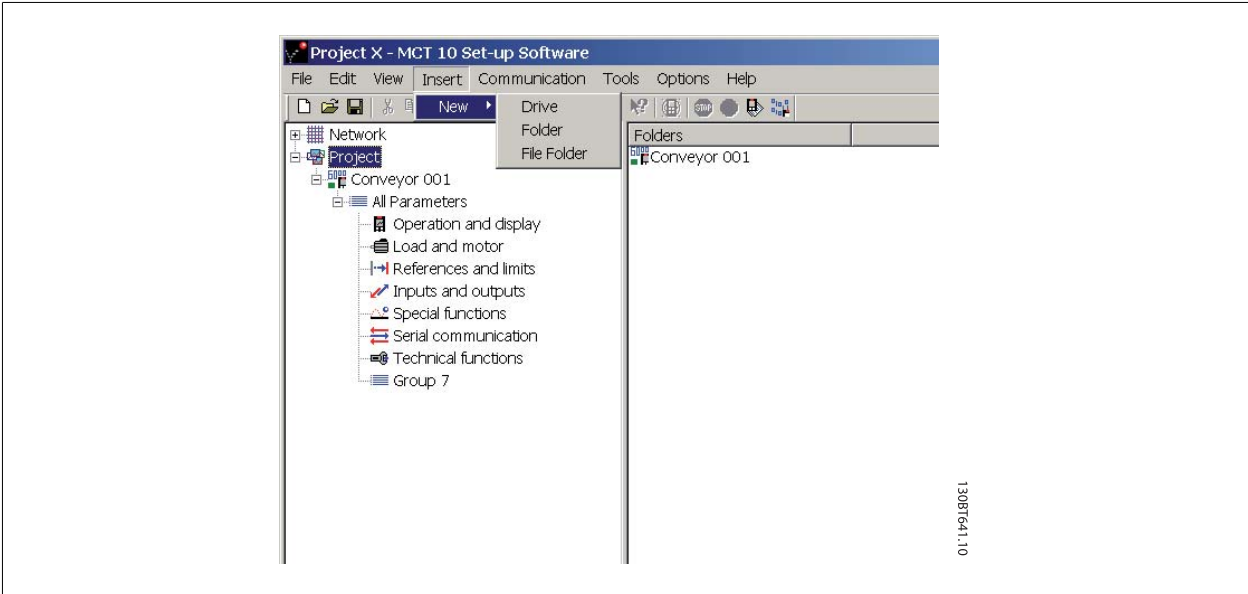 Project X - MCT 10 Set-up Software
File Edit View Insert Communication Tools Options Help
New
Drive
Folder
File Folder
STOP
Network
Project
Conveyor 001
All Parameters
Operation and display
Load and motor
References and limits
Inputs and outputs
Special functions
Serial communication
Technical functions
Group 7
Folders
Conveyor 001
130BT641.10